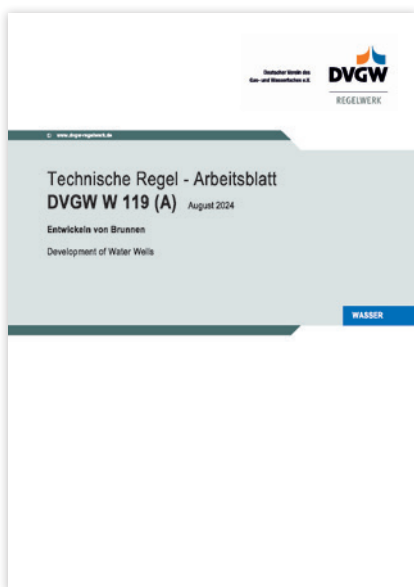 Deutscher Verein des
Gas- und Wasserfaches e.V.
DVGW
REGELWERK
www.dvgw-regelwerk.de
Technische Regel - Arbeitsblatt
DVGW W 119 (A) August 2024
Entwickeln von Brunnen
Development of Water Wells
WASSER